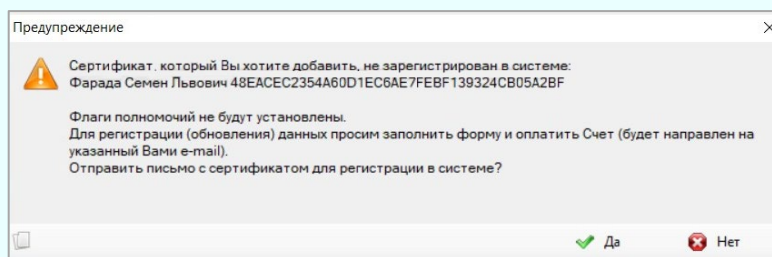 Предупреждение
Сертификат, который Вы хотите добавить, не зарегистрирован в системе:
Фарада Семен Львович 48EACEC2354A60D1EC6AE7FEBF139324CB05A2BF
Флаги полномочий не будут установлены.
Для регистрации (обновления) данных просим заполнить форму и оплатить Счет (будет направлен на
указанный Вами e-mail).
Отправить письмо с сертификатом для регистрации в системе?
Да
Нет